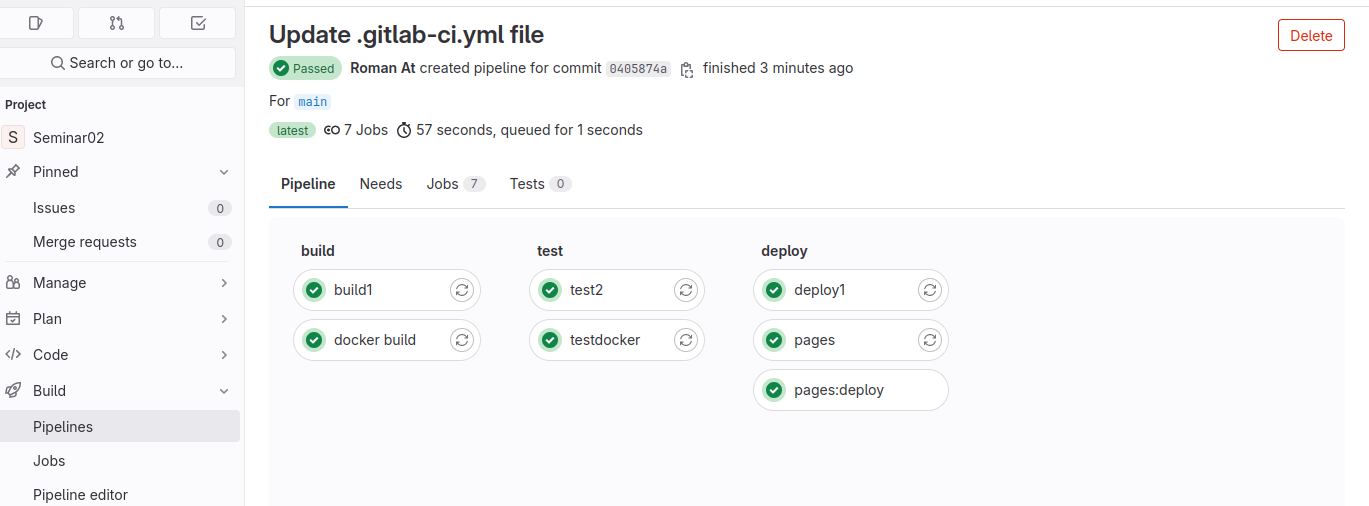 Search or go to...
Project
S Seminar02
Pinned
Issues 0
Merge requests 0
Manage
Plan
Code
Build
Pipelines
Jobs
Pipeline editor
Update .gitlab-ci.yml file
Delete
Passed Roman At created pipeline for commit 0405874a finished 3 minutes ago
For main
latest 7 Jobs 57 seconds, queued for 1 seconds
Pipeline Needs Jobs 7 Tests 0
build
build1
docker build
test
test2
testdocker
deploy
deploy1
pages
pages:deploy